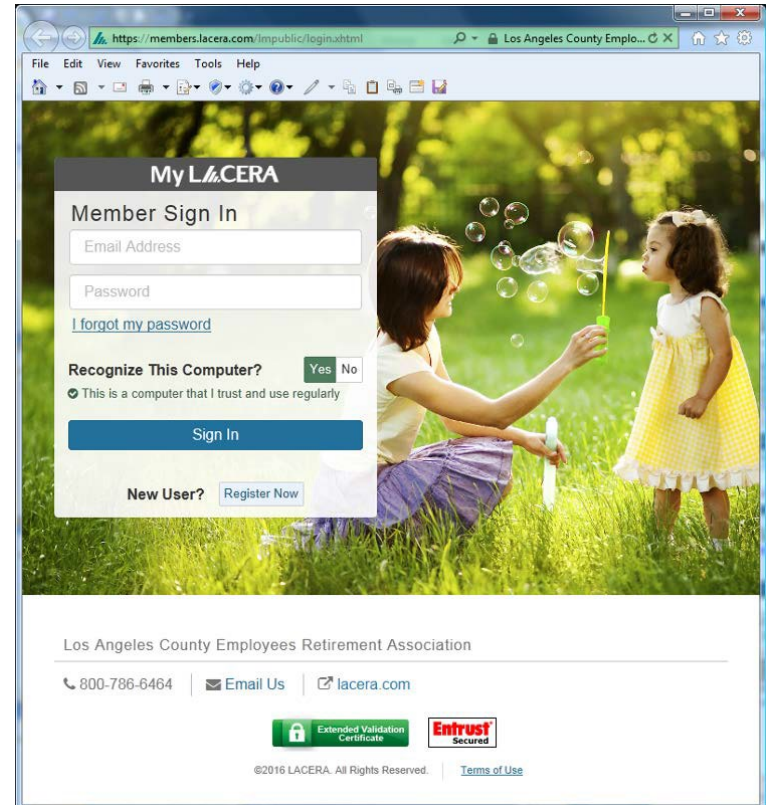 https://members.lacera.com/lmpublic/login.xhtml
Los Angeles County Emplo...
File Edit View Favorites Tools Help
My LACERA
Member Sign In
Email Address
Password
I forgot my password
Recognize This Computer? Yes No
This is a computer that I trust and use regularly
Sign In
New User? Register Now
Los Angeles County Employees Retirement Association
800-786-6464 Email Us lacera.com
Extended Validation
Certificate
Entrust
Secured
©2016 LACERA. All Rights Reserved. Terms of Use